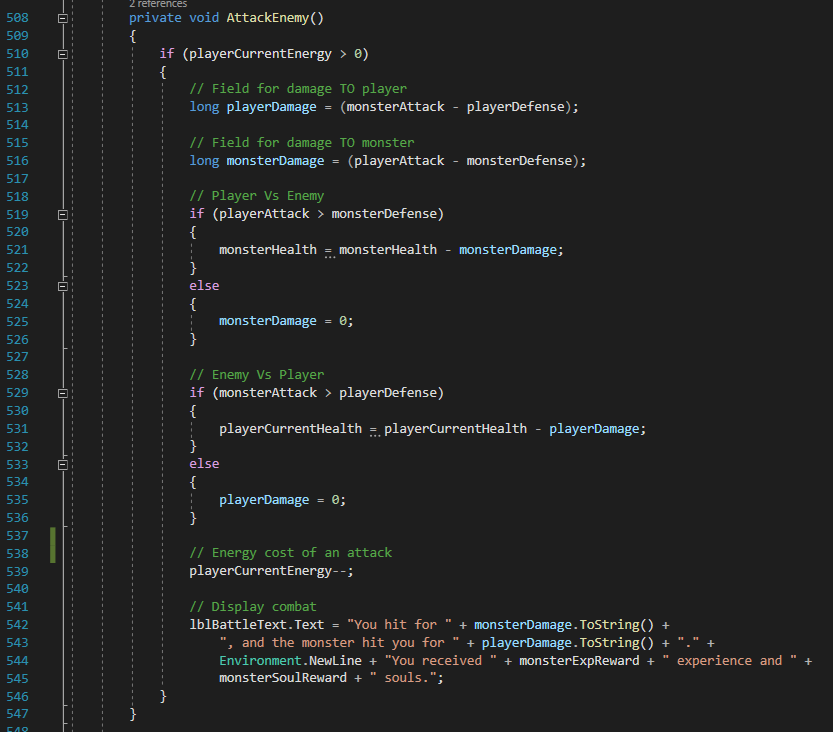 2 references
508 private void AttackEnemy()
509 {
510 if (playerCurrentEnergy > 0)
511 {
512 // Field for damage TO player
513 long playerDamage = (monsterAttack - playerDefense);
514
515 // Field for damage TO monster
516 long monsterDamage = (playerAttack - monsterDefense);
517
518 // Player Vs Enemy
519 if (playerAttack > monsterDefense)
520 {
521 monsterHealth = monsterHealth - monsterDamage;
522 }
523 else
524 {
525 monsterDamage = 0;
526 }
527
528 // Enemy Vs Player
529 if (monsterAttack > playerDefense)
530 {
531 playerCurrentHealth = playerCurrentHealth - playerDamage;
532 }
533 else
534 {
535 playerDamage = 0;
536 }
537
538 // Energy cost of an attack
539 playerCurrentEnergy--;
540
541 // Display combat
542 lblBattleText.Text = "You hit for " + monsterDamage.ToString() +
543 ", and the monster hit you for " + playerDamage.ToString() + "." +
544 Environment.NewLine + "You received " + monsterExpReward + " experience and " +
545 monsterSoulReward + " souls.";
546 }
547 }
548